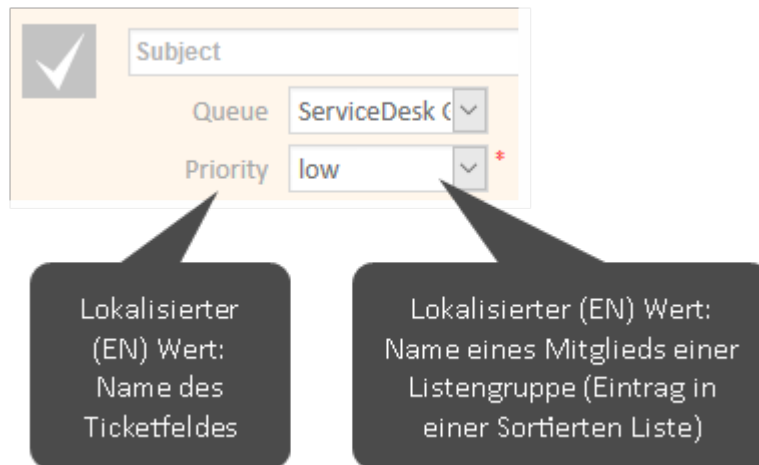 Subject
Queue ServiceDesk
Priority low *
Lokalisierter
(EN) Wert:
Name des
Ticketfeldes
Lokalisierter (EN) Wert:
Name eines Mitglieds einer
Listengruppe (Eintrag in
einer Sortierten Liste)